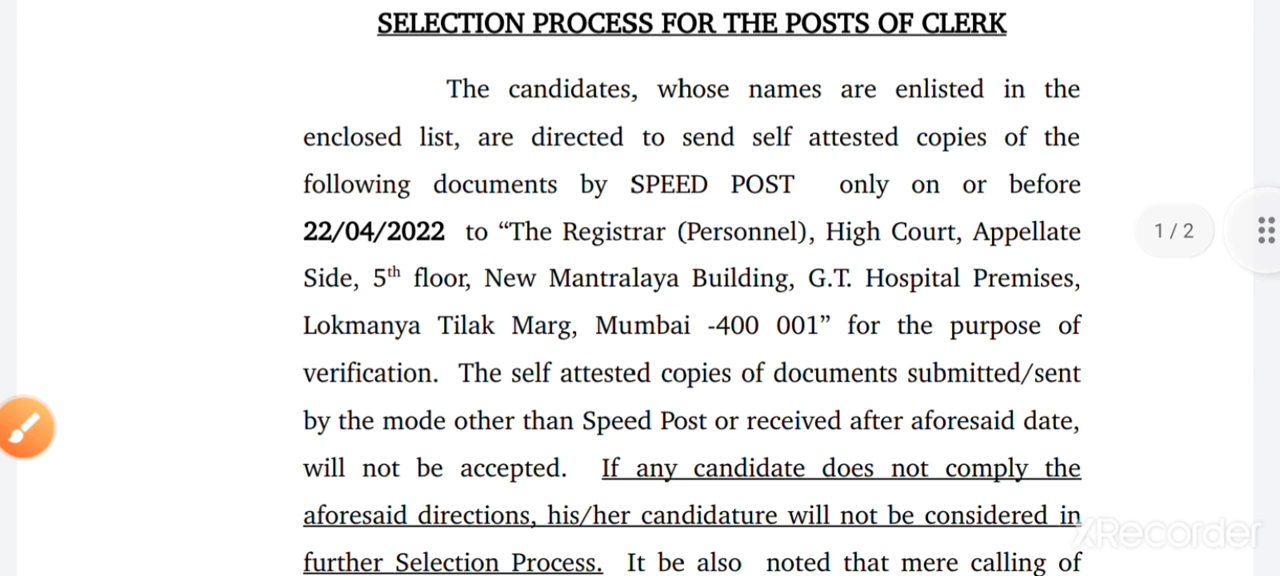 SELECTION PROCESS FOR THE POSTS OF CLERK
The candidates, whose names are enlisted in the
enclosed list, are directed to send self attested copies of the
following documents by SPEED POST only on or before
22/04/2022 to “The Registrar (Personnel), High Court, Appellate
Side, 5th floor, New Mantralaya Building, G.T. Hospital Premises,
Lokmanya Tilak Marg, Mumbai -400 001” for the purpose of
verification. The self attested copies of documents submitted/sent
by the mode other than Speed Post or received after aforesaid date,
will not be accepted. If any candidate does not comply the
aforesaid directions, his/her candidature will not be considered in
further Selection Process. It be also noted that mere calling of
1 / 2
XRecorder